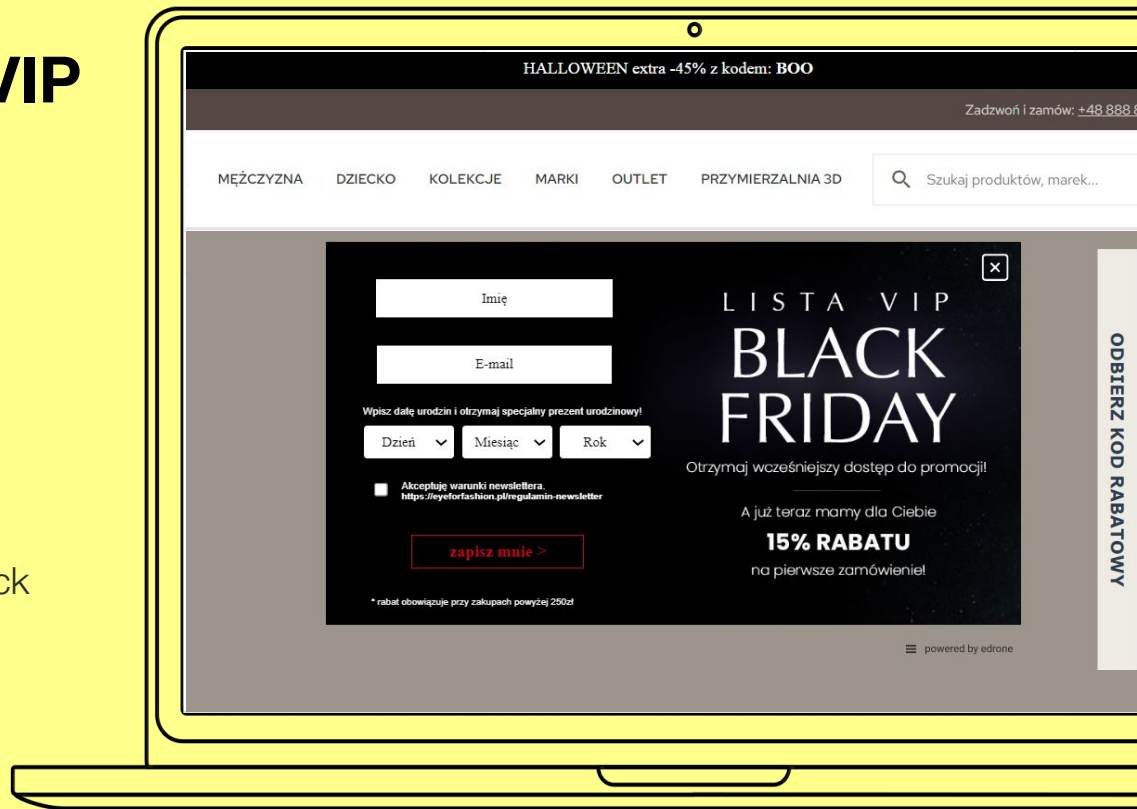 VIP
ck
HALLOWEEN extra -45% z kodem: BOO
Zadzwoń i zamów: +48 888 8
MĘŻCZYZNA DZIECKO KOLEKCJE MARKI OUTLET PRZYMIERZALNIA 3D Szukaj produktów, marek...
Imię
E-mail
Wpisz datę urodzin i otrzymaj specjalny prezent urodzinowy!
Dzień Miesiąc Rok
Akceptuję warunki newslettera.
https://eyeforfashion.pl/regulamin-newsletter
zapisz mnie >
* rabat obowiązuje przy zakupach powyżej 250zł
LISTA VIP
BLACK
FRIDAY
Otrzymaj wcześniejszy dostęp do promocji!
A już teraz mamy dla Ciebie
15% RABATU
na pierwsze zamówienie!
powered by edrone
ODBIERZ KOD RABATOWY